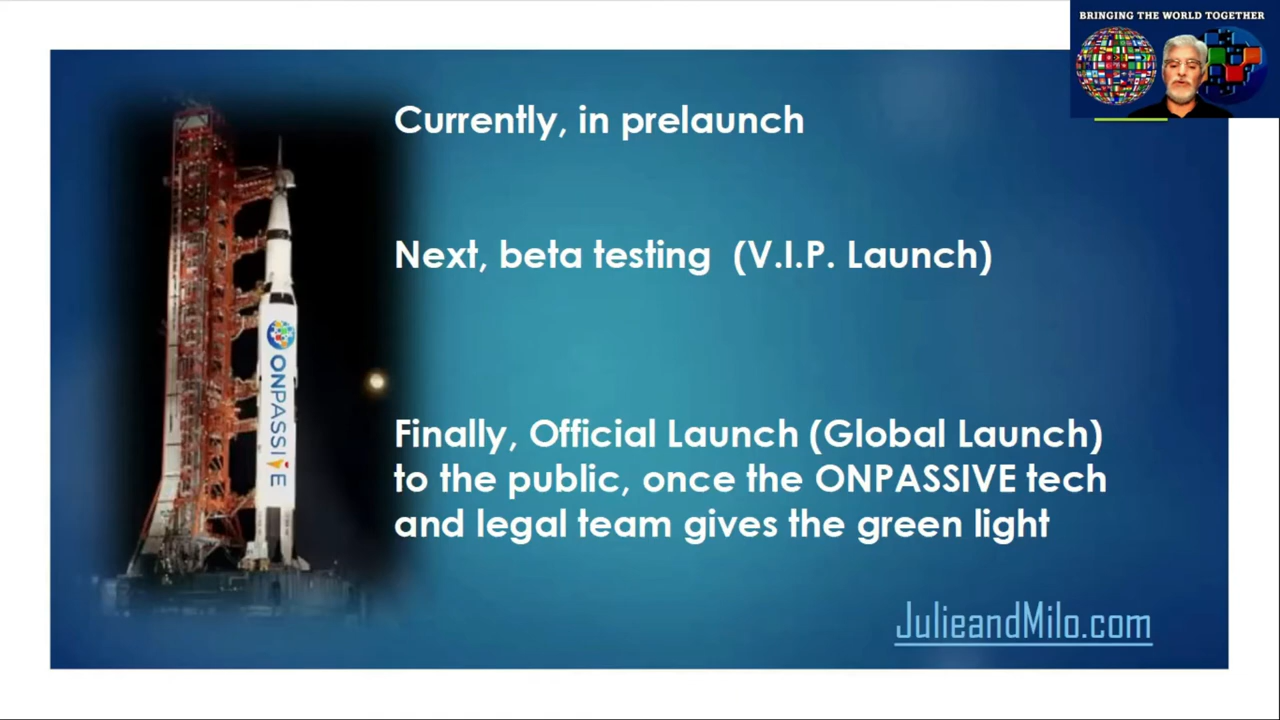 BRINGING THE WORLD TOGETHER
Currently, in prelaunch
Next, beta testing (V.I.P. Launch)
ONPASSIVE
Finally, Official Launch (Global Launch)
to the public, once the ONPASSIVE tech
and legal team gives the green light
JulieandMilo.com